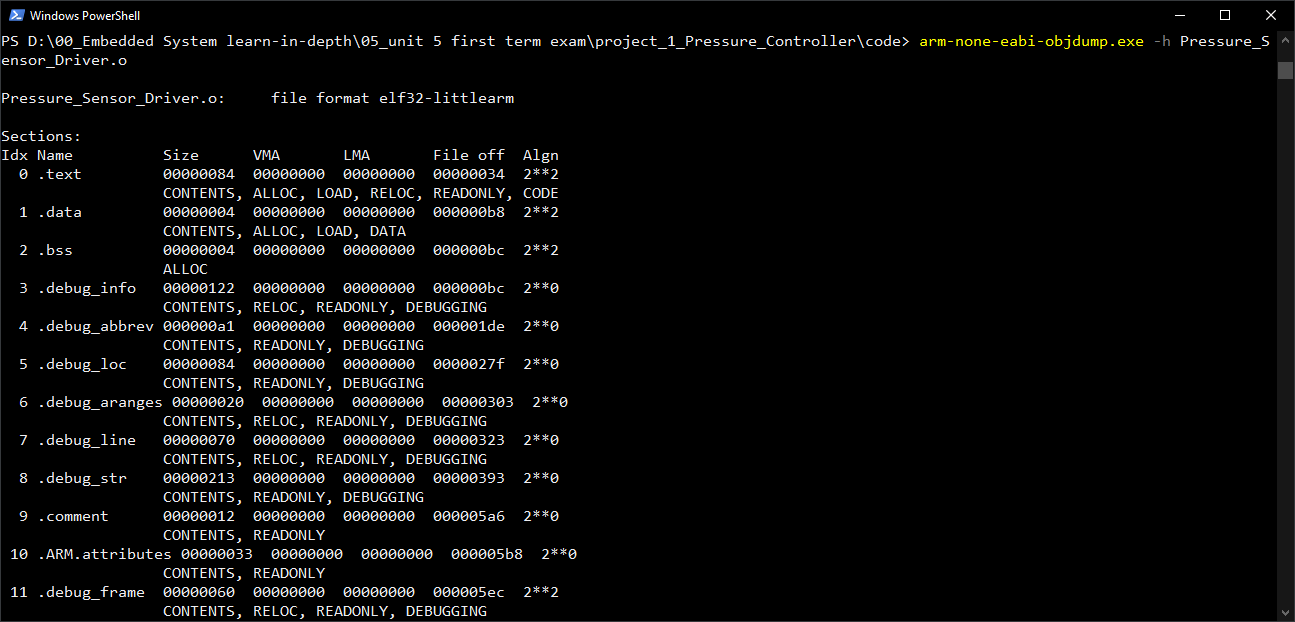 Windows PowerShell
PS D:\00_Embedded System learn-in-depth\05_unit 5 first term exam\project_1_Pressure_Controller\code> arm-none-eabi-objdump.exe -h Pressure_S
ensor_Driver.o

Pressure_Sensor_Driver.o:     file format elf32-littlearm

Sections:
Idx Name          Size      VMA       LMA       File off  Algn
  0 .text         00000084  00000000  00000000  00000034  2**2
                  CONTENTS, ALLOC, LOAD, RELOC, READONLY, CODE
  1 .data         00000004  00000000  00000000  000000b8  2**2
                  CONTENTS, ALLOC, LOAD, DATA
  2 .bss          00000004  00000000  00000000  000000bc  2**2
                  ALLOC
  3 .debug_info   00000122  00000000  00000000  000000bc  2**0
                  CONTENTS, RELOC, READONLY, DEBUGGING
  4 .debug_abbrev 000000a1  00000000  00000000  000001de  2**0
                  CONTENTS, READONLY, DEBUGGING
  5 .debug_loc    00000084  00000000  00000000  0000027f  2**0
                  CONTENTS, READONLY, DEBUGGING
  6 .debug_aranges 00000020  00000000  00000000  00000303  2**0
                  CONTENTS, RELOC, READONLY, DEBUGGING
  7 .debug_line   00000070  00000000  00000000  00000323  2**0
                  CONTENTS, RELOC, READONLY, DEBUGGING
  8 .debug_str    00000213  00000000  00000000  00000393  2**0
                  CONTENTS, READONLY, DEBUGGING
  9 .comment      00000012  00000000  00000000  000005a6  2**0
                  CONTENTS, READONLY
 10 .ARM.attributes 00000033  00000000  00000000  000005b8  2**0
                  CONTENTS, READONLY
 11 .debug_frame  00000060  00000000  00000000  000005ec  2**2
                  CONTENTS, RELOC, READONLY, DEBUGGING